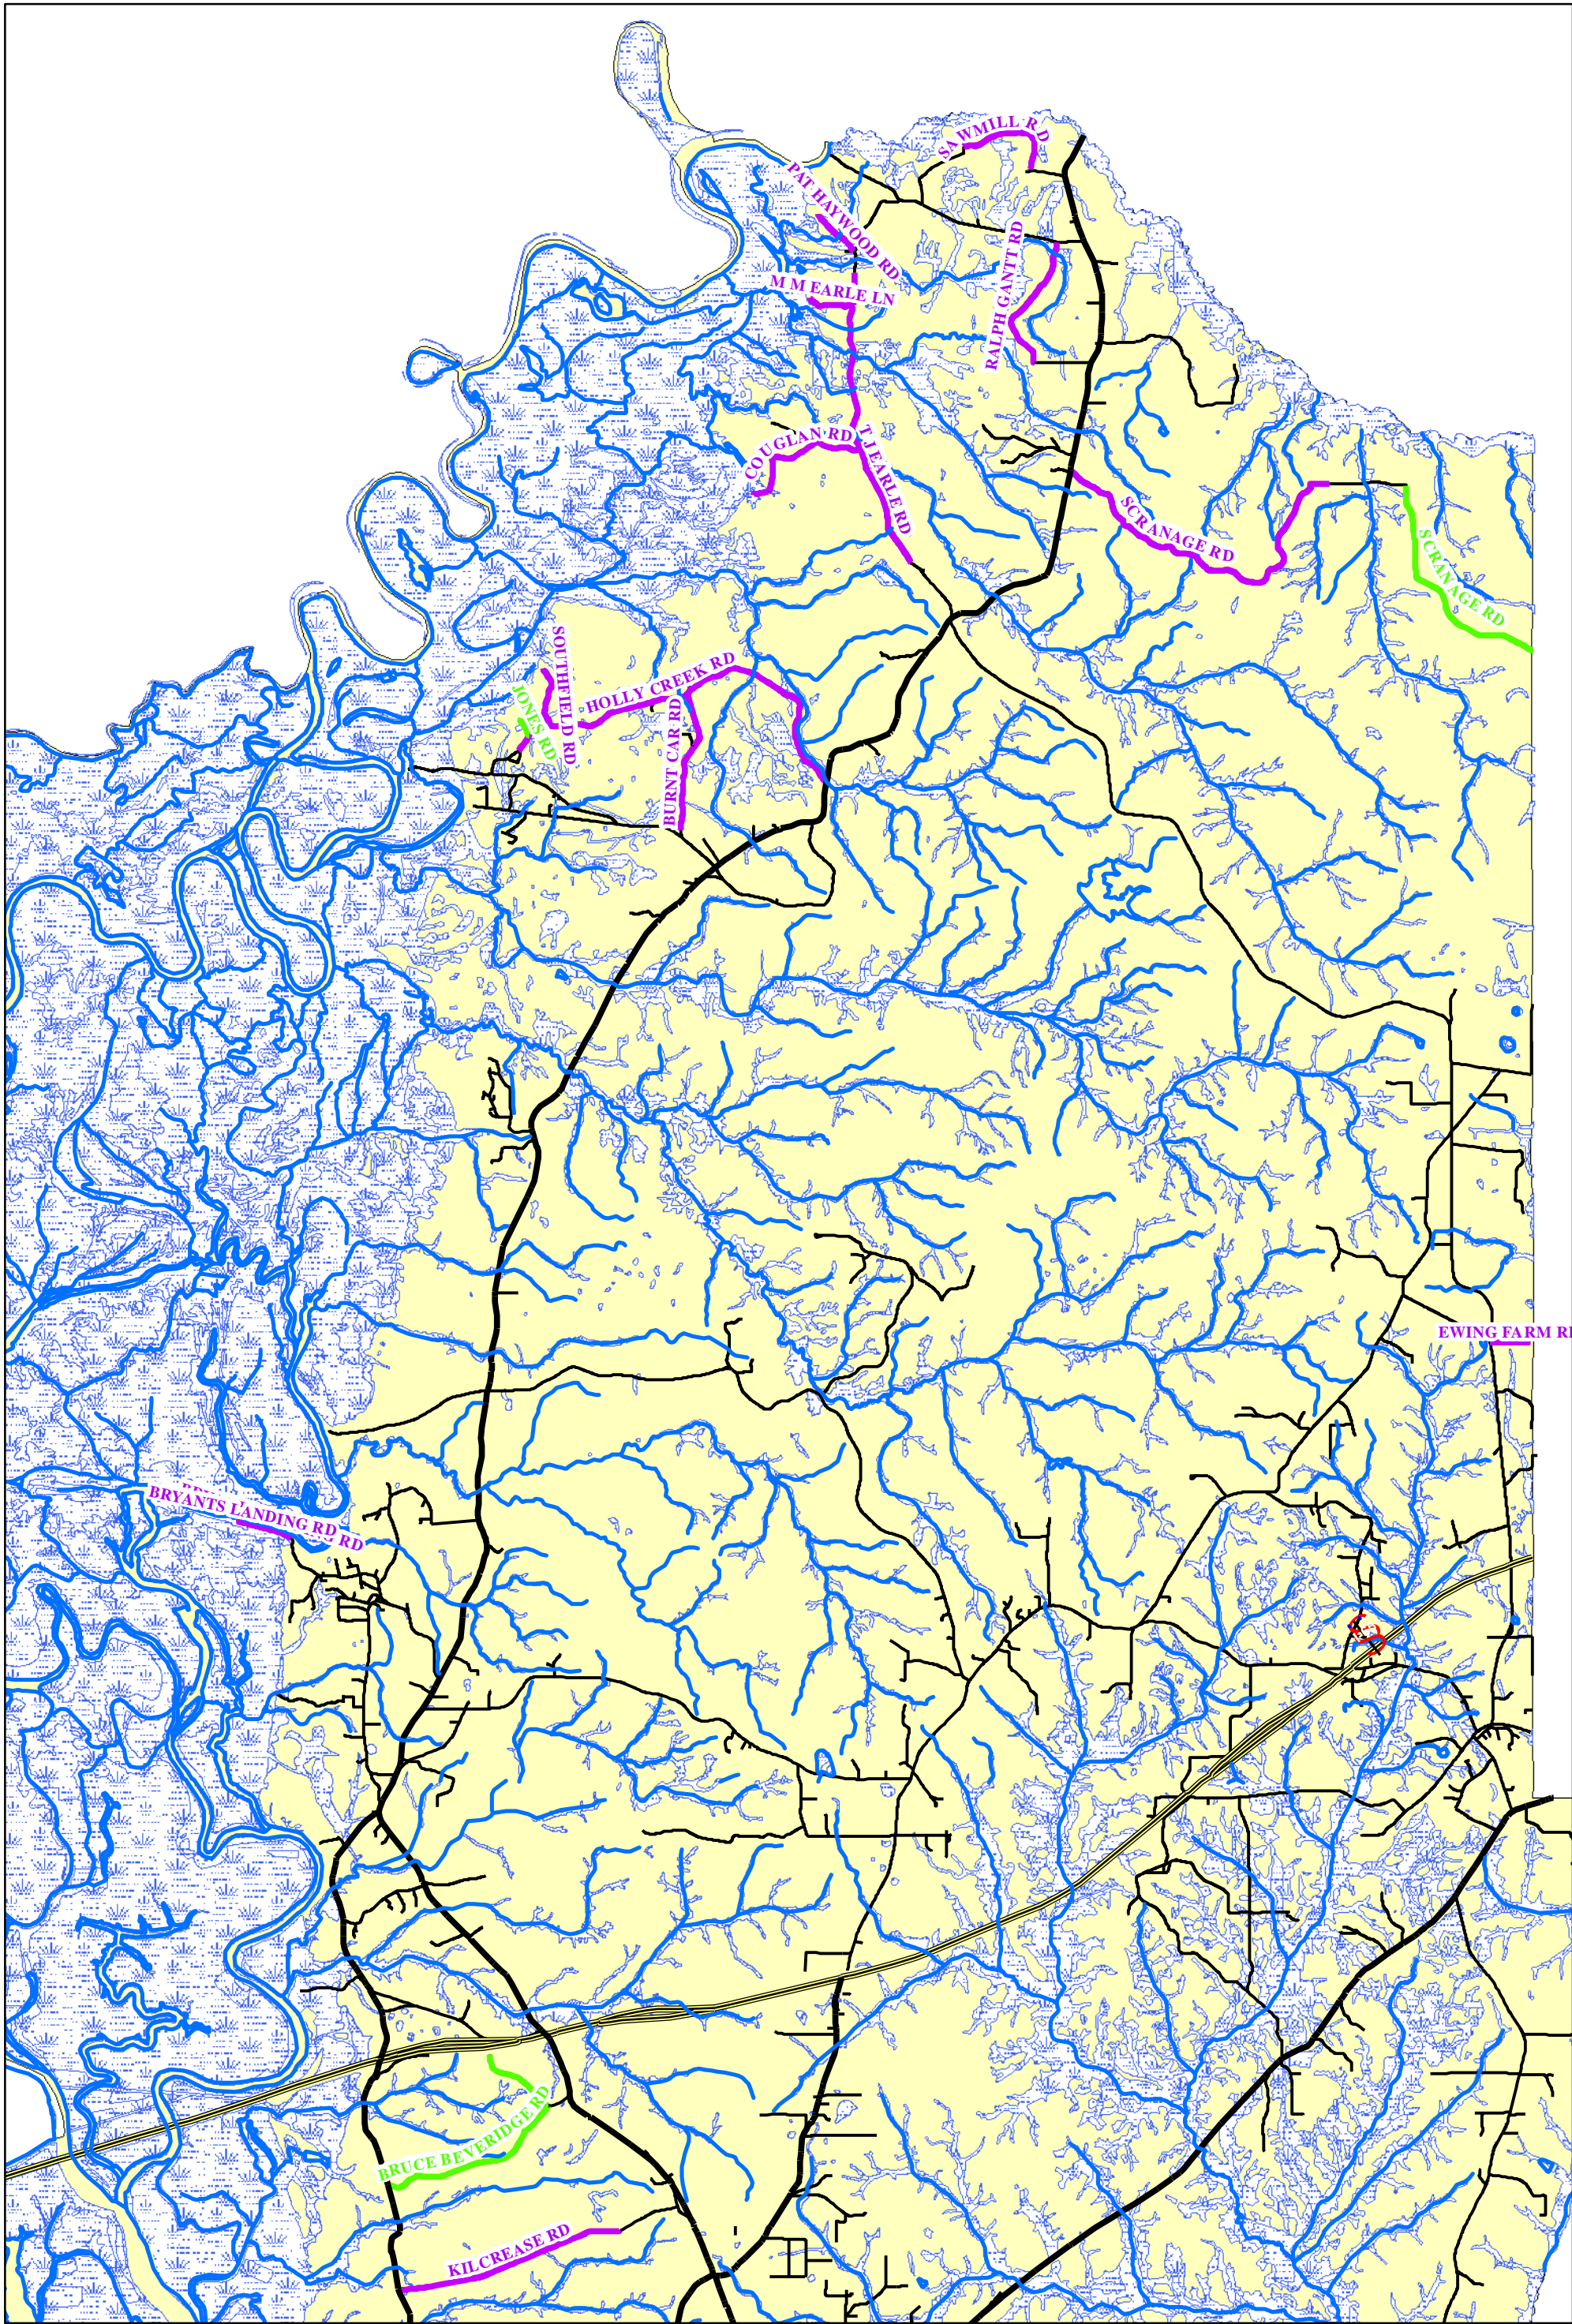 SAWMILL RD
PAT HAYWOOD RD
RALPH GANTT RD
M M EARLE LN
COUGLAN RD
T J EARLE RD
SCRANAGE RD
SCRANAGE RD
SOUTHFIELD RD
HOLLY CREEK RD
JONES RD
BURNT CAR RD
EWING FARM RD
BRYANTS LANDING RD
RD
BRUCE BEVERIDGE RD
KILCREASE RD